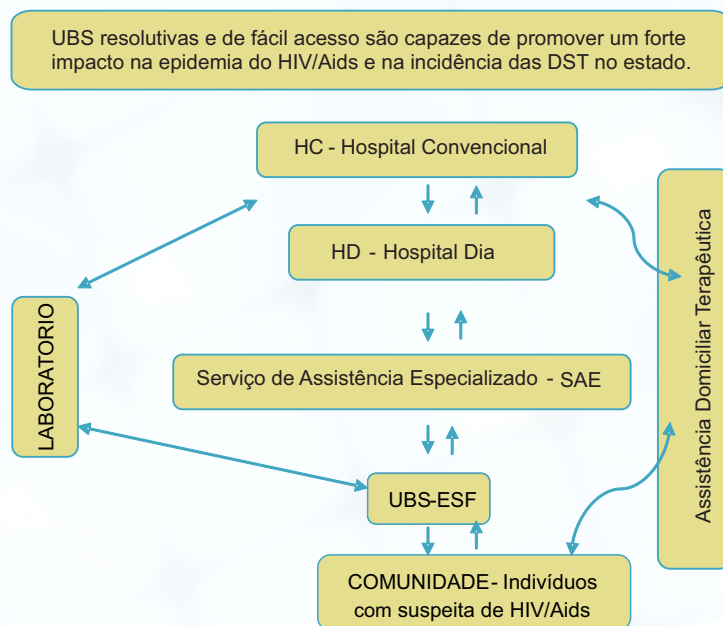 UBS resolutivas e de fácil acesso são capazes de promover um forte
impacto na epidemia do HIV/Aids e na incidência das DST no estado.
HC - Hospital Convencional
HD - Hospital Dia
Serviço de Assistência Especializado - SAE
UBS-ESF
COMUNIDADE- Indivíduos
com suspeita de HIV/Aids
LABORATORIO
Assistência Domiciliar Terapêutica